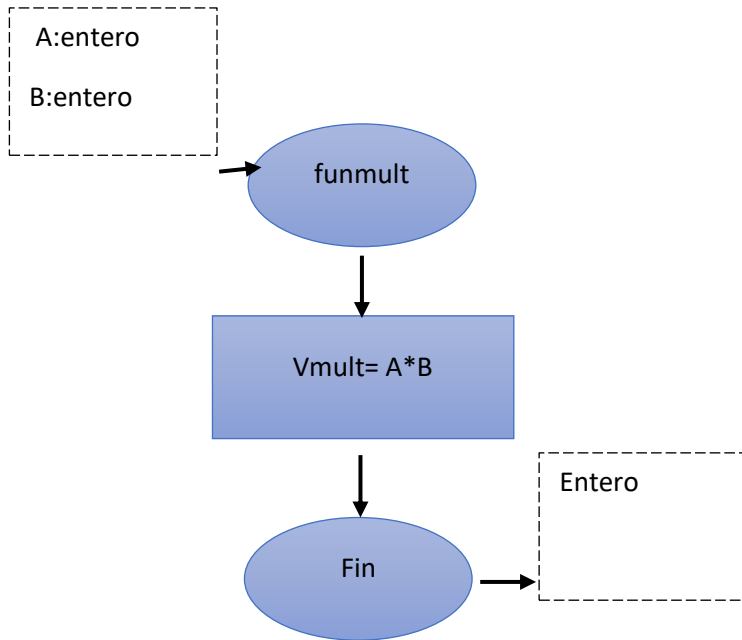 A:entero
B:entero
funmult
Vmult= A*B
Entero
Fin